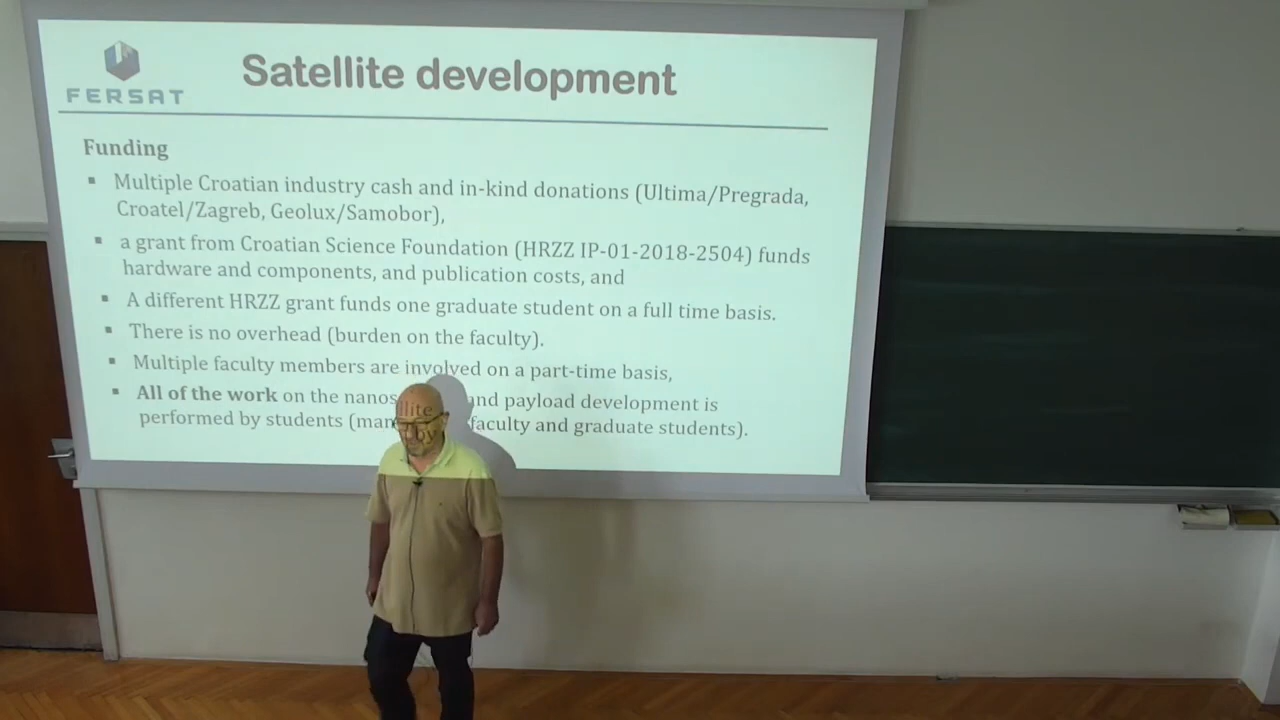 FERSAT
Satellite development
Funding
▪ Multiple Croatian industry cash and in-kind donations (Ultima/Pregrada,
Croatel/Zagreb, Geolux/Samobor),
▪ a grant from Croatian Science Foundation (HRZZ IP-01-2018-2504) funds
hardware and components, and publication costs, and
▪ A different HRZZ grant funds one graduate student on a full time basis.
▪ There is no overhead (burden on the faculty).
▪ Multiple faculty members are involved on a part-time basis,
▪ All of the work on the nanos llite and payload development is
performed by students (man by faculty and graduate students).